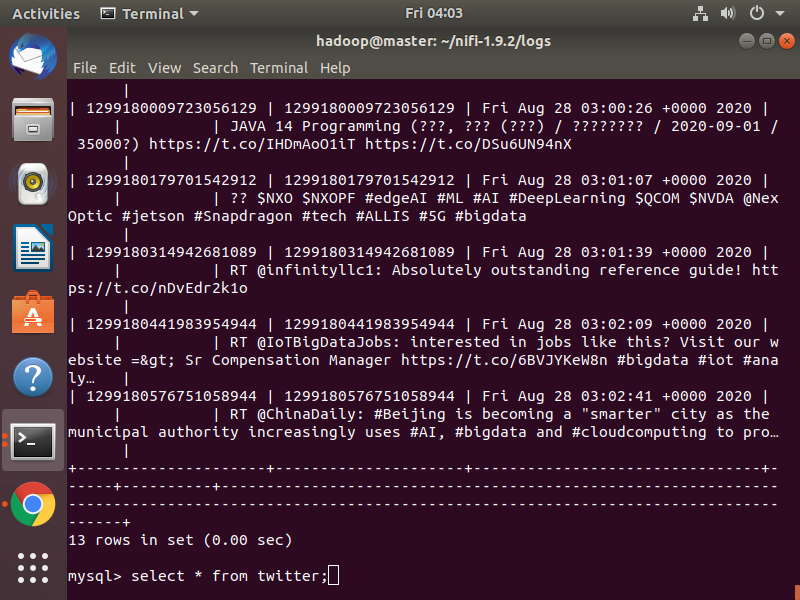 Activities Terminal Fri 04:03
hadoop@master: ~/nifi-1.9.2/logs
File Edit View Search Terminal Help
|
| 1299180009723056129 | 1299180009723056129 | Fri Aug 28 03:00:26 +0000 2020 |
| | JAVA 14 Programming (???, ??? (???) / ???????? / 2020-09-01 /
35000?) https://t.co/IHDmAoO1iT https://t.co/DSu6UN94nX
|
| 1299180179701542912 | 1299180179701542912 | Fri Aug 28 03:01:07 +0000 2020 |
| | ?? $NXO $NXOPF #edgeAI #ML #AI #DeepLearning $QCOM $NVDA @Nex
Optic #jetson #Snapdragon #tech #ALLIS #5G #bigdata
|
| 1299180314942681089 | 1299180314942681089 | Fri Aug 28 03:01:39 +0000 2020 |
| | RT @infinityllc1: Absolutely outstanding reference guide! htt
ps://t.co/nDvEdr2k1o
|
| 1299180441983954944 | 1299180441983954944 | Fri Aug 28 03:02:09 +0000 2020 |
| | RT @IoTBigDataJobs: interested in jobs like this? Visit our w
ebsite =&gt; Sr Compensation Manager https://t.co/6BVJYKeW8n #bigdata #iot #ana
ly… |
| 1299180576751058944 | 1299180576751058944 | Fri Aug 28 03:02:41 +0000 2020 |
| | RT @ChinaDaily: #Beijing is becoming a "smarter" city as the
municipal authority increasingly uses #AI, #bigdata and #cloudcomputing to pro…
|
+---------------------+---------------------+--------------------------------+-
-----+----------+--------------------------------------------------------------
-------------------------------------------------------------------------------
------+
13 rows in set (0.00 sec)
mysql> select * from twitter;